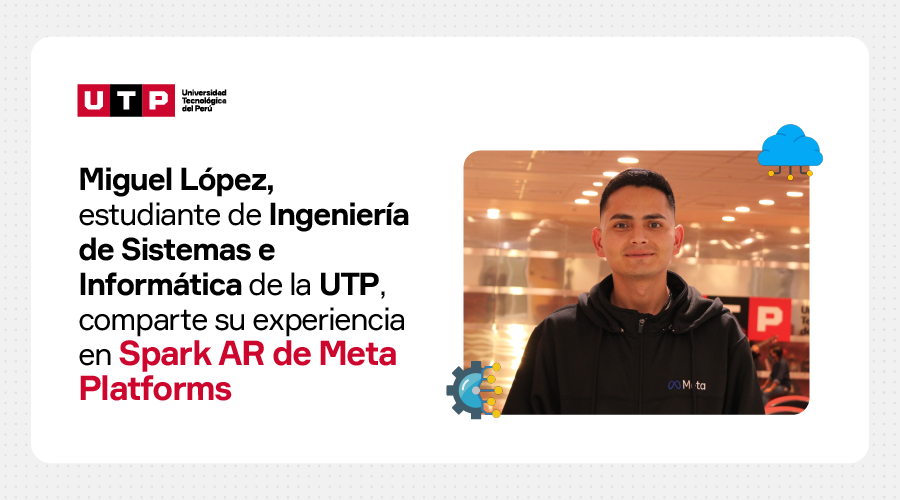 UTP
Universidad
Tecnológica
del Perú
Miguel López,
estudiante de Ingeniería
de Sistemas e
Informática de la UTP,
comparte su experiencia
en Spark AR de Meta
Platforms
P
Meta